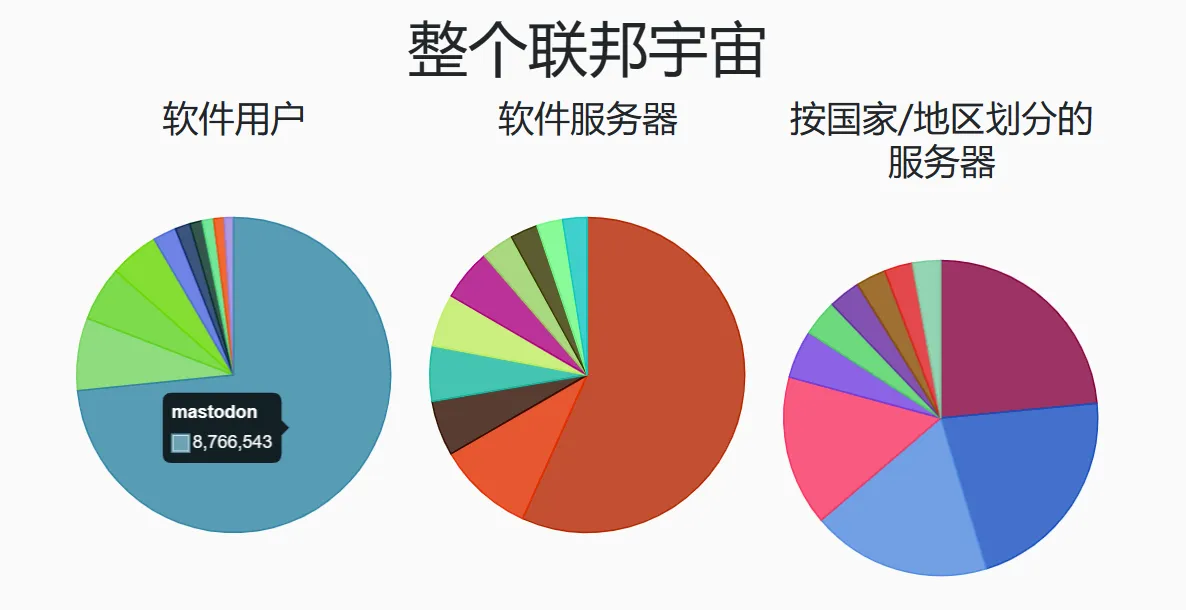 整个联邦宇宙
软件用户
软件服务器
按国家/地区划分的
服务器
mastodon
8,766,543